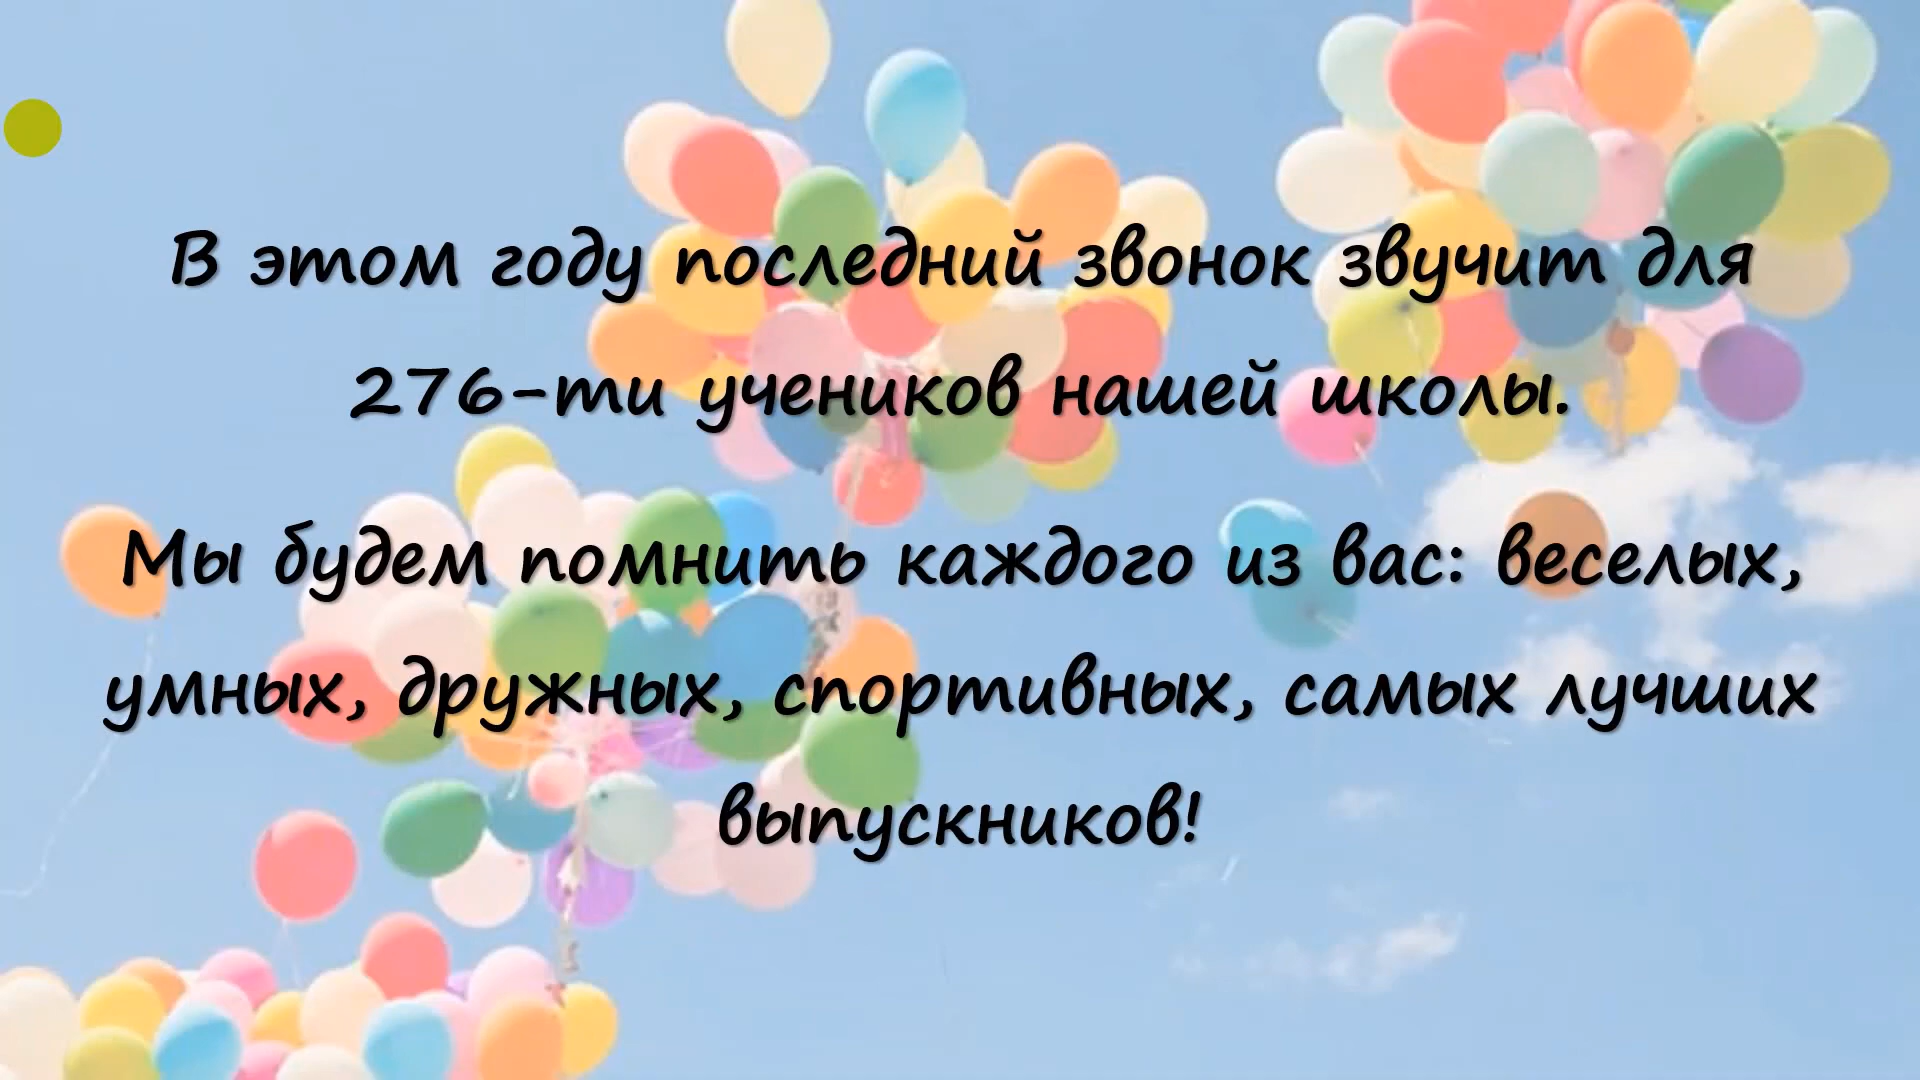 В этом году последний звонок звучит для
276-ти учеников нашей школы.
Мы будем помнить каждого из вас: веселых,
умных, дружных, спортивных, самых лучших
выпускников!